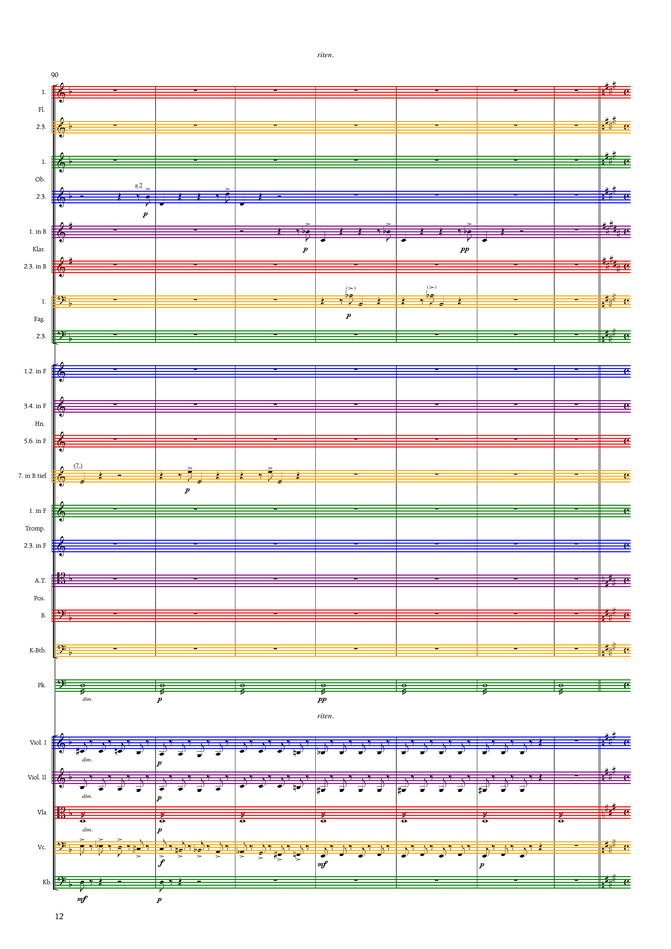 riten.
90
1.
Fl.
2.3.
1.
Ob.
a.2
2.3.
p
1. in B
Klar.
p pp
2.3. in B
1.
(>) (>)
Fag.
p
2.3.
1.2. in F
3.4. in F
Hn.
5.6. in F
(7.)
7. in B tief
p
1. in F
Tromp.
2.3. in F
A.T.
Pos.
B.
K-Btb.
Pk.
dim. p pp
riten.
Viol. I
dim. p
Viol. II
dim. p
Vla
dim. p
Vc.
f mf p
Kb.
mf p
12